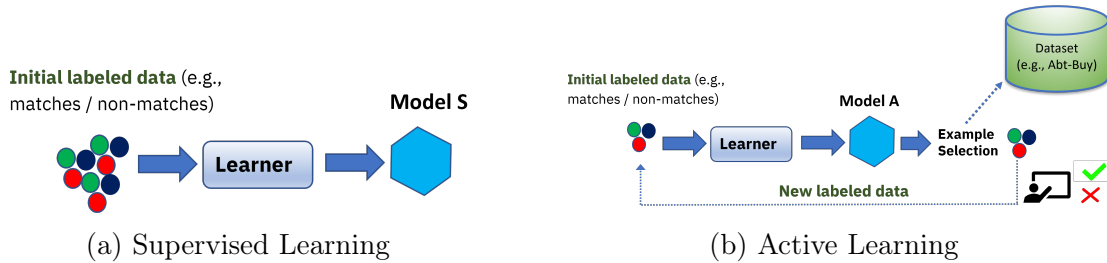 Initial labeled data (e.g.,
matches / non-matches)
Model S
Learner
(a) Supervised Learning
Dataset
(e.g., Abt-Buy)
Initial labeled data (e.g.,
matches / non-matches)
Model A
Learner
Example
Selection
New labeled data
(b) Active Learning